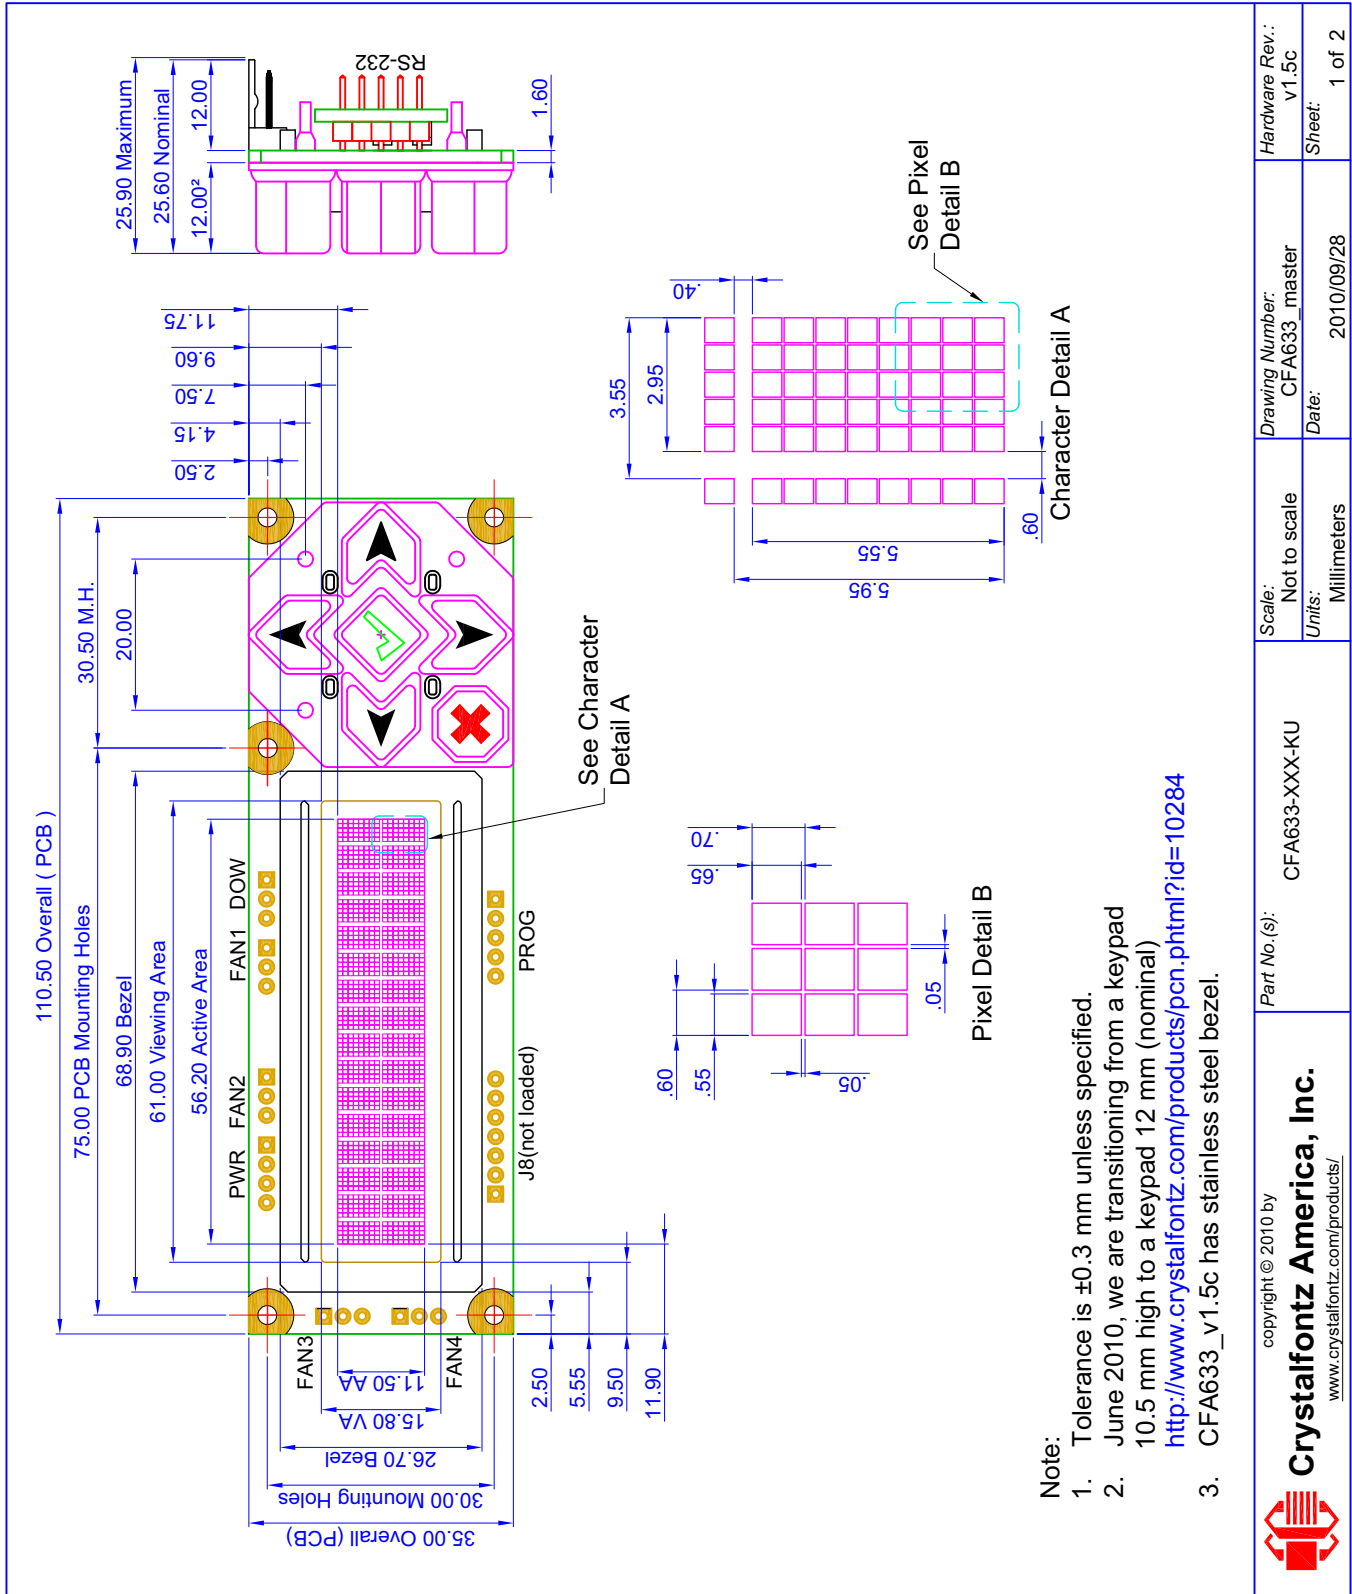 110.50 Overall ( PCB )
75.00 PCB Mounting Holes
30.50 M.H.
68.90 Bezel
20.00
61.00 Viewing Area
56.20 Active Area
PWR
FAN2
FAN1
DOW
FAN3
FAN4
J8(not loaded)
PROG
35.00 Overall (PCB)
30.00 Mounting Holes
26.70 Bezel
15.80 VA
11.50 AA
2.50
5.55
9.50
11.90
2.50
4.15
7.50
9.60
11.75
25.90 Maximum
25.60 Nominal
12.00²
12.00
1.60
RS-232
See Character
Detail A
3.55
2.95
.40
5.95
5.55
.60
See Pixel
Detail B
Character Detail A
.60
.55
.65
.70
.05
.05
Pixel Detail B
Note:
1. Tolerance is ±0.3 mm unless specified.
2. June 2010, we are transitioning from a keypad
10.5 mm high to a keypad 12 mm (nominal)
http://www.crystalfontz.com/products/pcn.phtml?id=10284
3. CFA633_v1.5c has stainless steel bezel.
copyright © 2010 by
Crystalfontz America, Inc.
www.crystalfontz.com/products/
Part No.(s):
CFA633-XXX-KU
Scale:
Not to scale
Units:
Millimeters
Drawing Number:
CFA633_master
Date:
2010/09/28
Hardware Rev.:
v1.5c
Sheet:
1 of 2